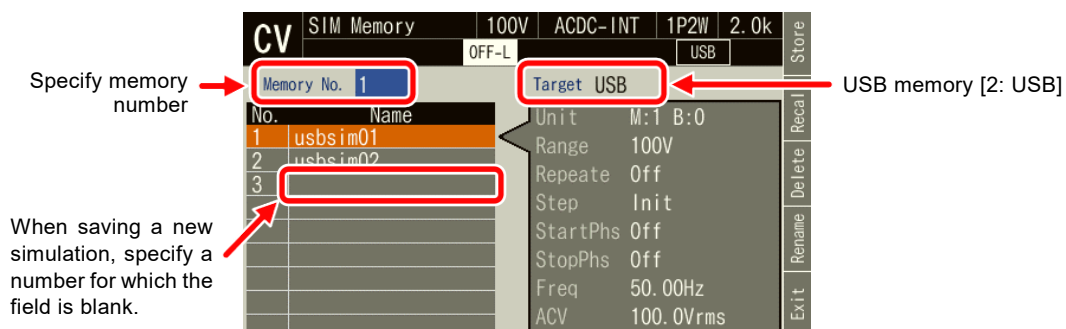 CV SIM Memory 100V ACDC-INT 1P2W 2.0k
OFF-L USB
Store
Recal
Delete
Rename
Exit
Specify memory
number
Memory No. 1
Target USB
USB memory [2: USB]
No. Name
1 usbsim01
2 usbsim02
3
Unit M:1 B:0
Range 100V
Repeate Off
Step Init
StartPhs Off
StopPhs Off
Freq 50.00Hz
ACV 100.0Vrms
When saving a new
simulation, specify a
number for which the
field is blank.